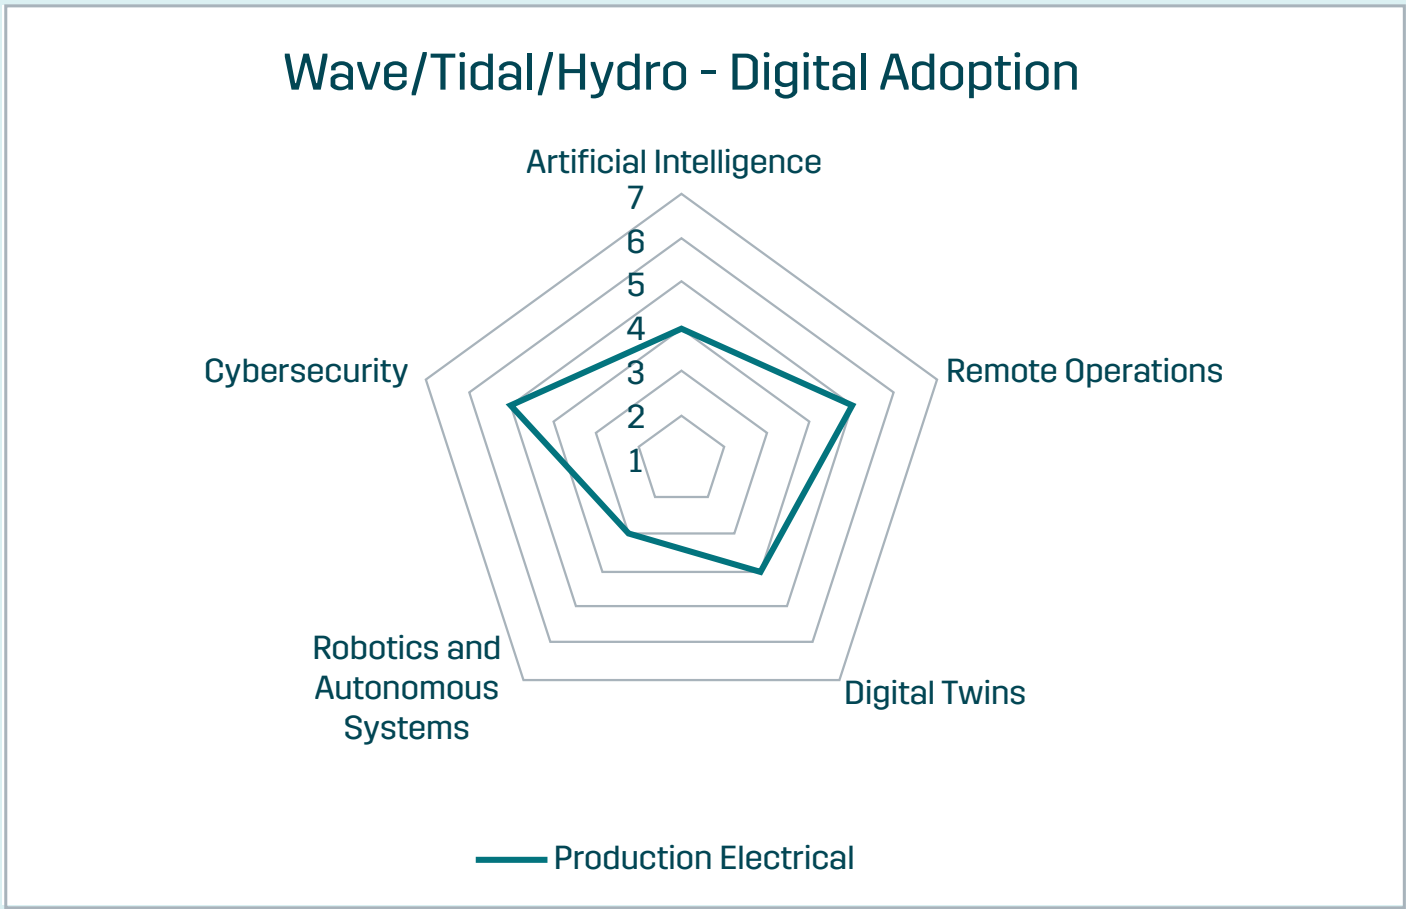 Wave/Tidal/Hydro - Digital Adoption
Artificial Intelligence
7
6
5
4
3
2
1
Cybersecurity
Remote Operations
Robotics and
Autonomous
Systems
Digital Twins
Production Electrical